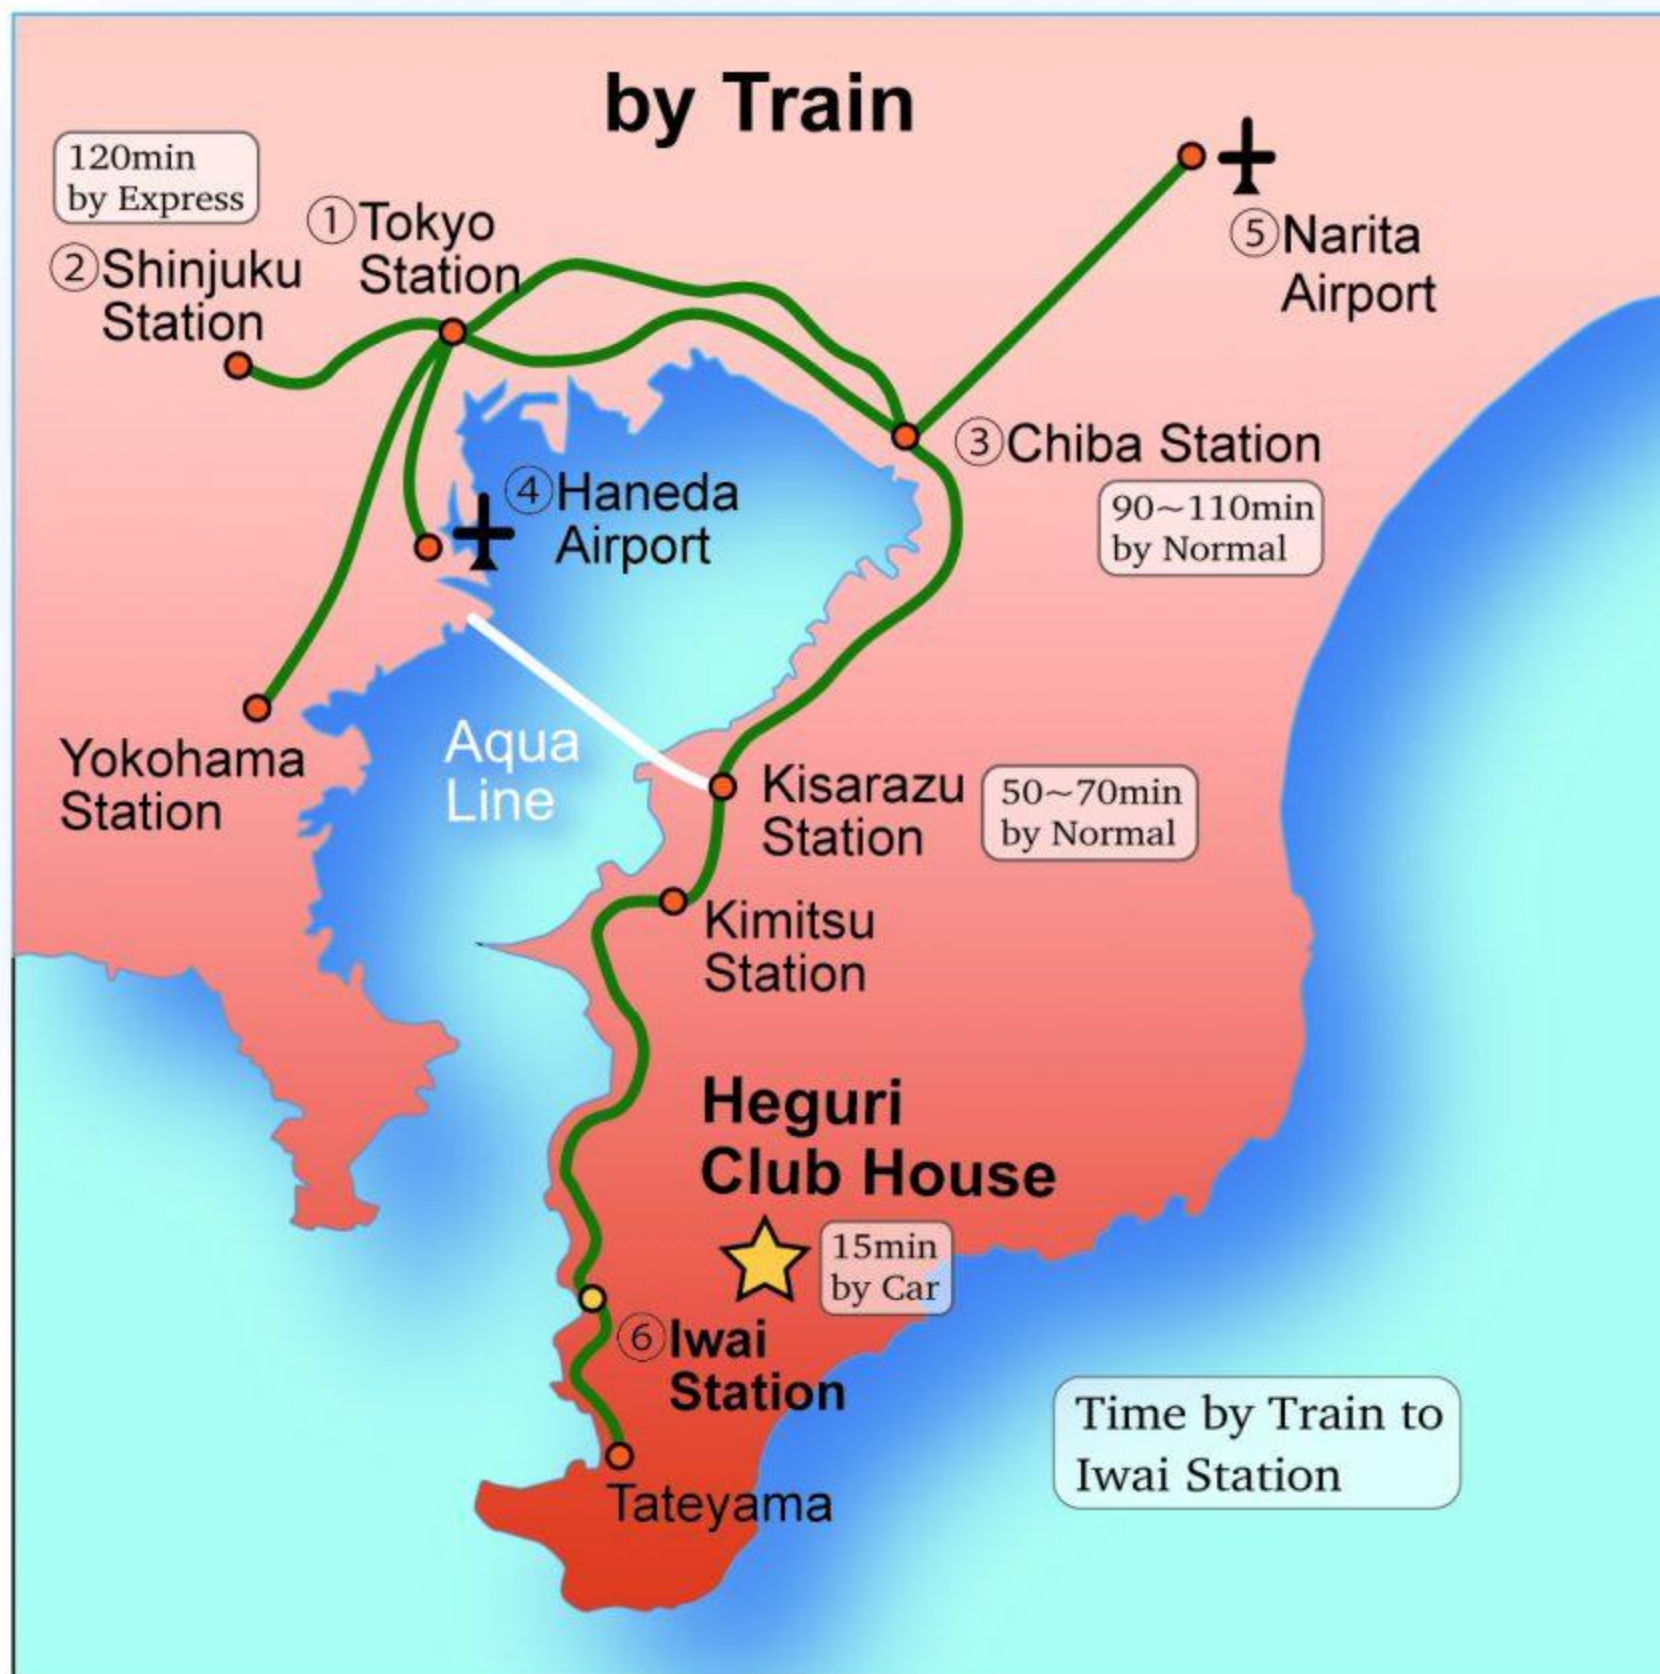 by Train
120min
by Express
①Tokyo
Station
②Shinjuku
Station
⑤Narita
Airport
③Chiba Station
90~110min
by Normal
④Haneda
Airport
Yokohama
Station
Aqua
Line
Kisarazu
Station
50~70min
by Normal
Kimitsu
Station
Heguri
Club House
15min
by Car
⑥Iwai
Station
Time by Train to
Iwai Station
Tateyama